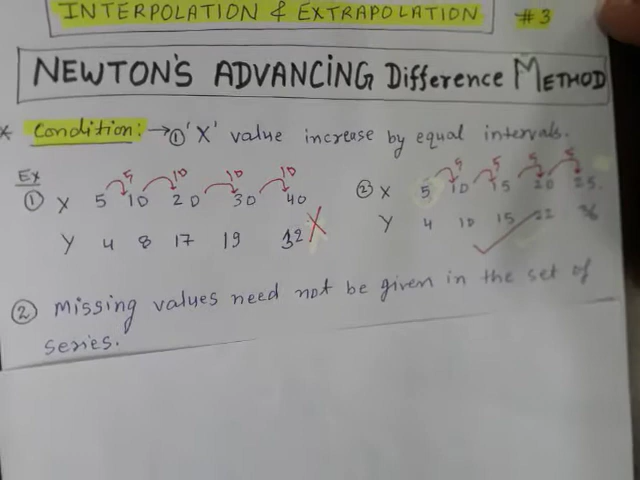 INTERPOLATION & EXTRAPOLATION #3
NEWTON'S ADVANCING Difference METHOD
* Condition: → ① 'X' value increase by equal intervals.
Ex
5 10 10 10
① X 5 10 20 30 40
Y 4 8 17 19 32 X
5 5 5 5
② X 5 10 15 20 25
Y 4 10 15 22 36 ✓
② Missing values need not be given in the set of
series.